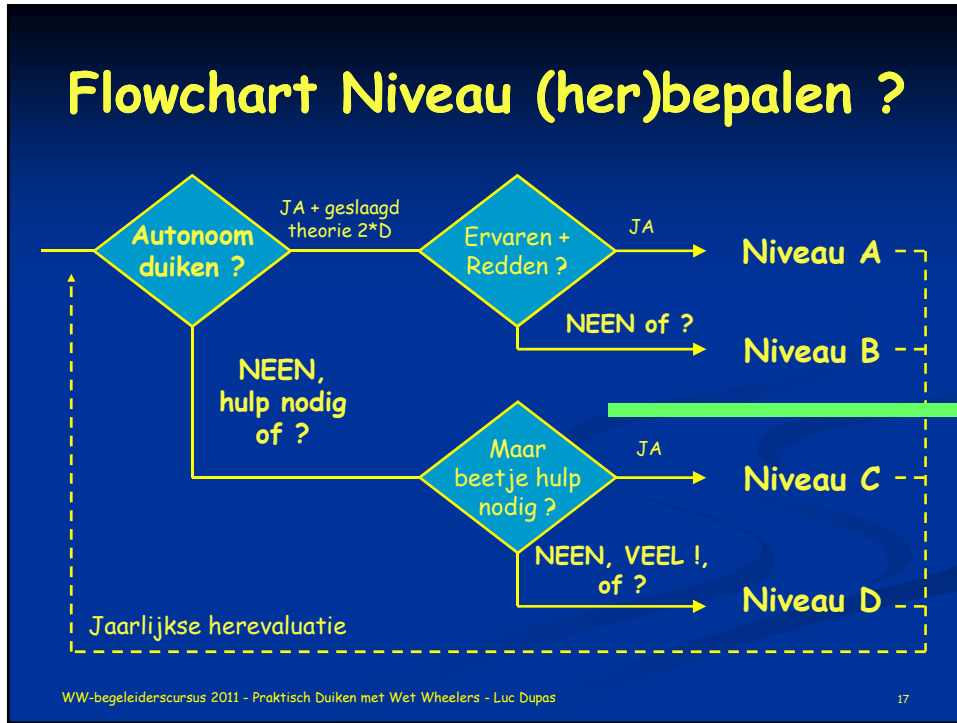 Flowchart Niveau (her)bepalen ?
Autonoom
duiken ?
JA + geslaagd
theorie 2*D
Ervaren +
Redden ?
JA
Niveau A
NEEN of ?
Niveau B
NEEN,
hulp nodig
of ?
Maar
beetje hulp
nodig ?
JA
Niveau C
NEEN, VEEL !,
of ?
Niveau D
Jaarlijkse herevaluatie
WW-begeleiderscursus 2011 - Praktisch Duiken met Wet Wheelers - Luc Dupas
17